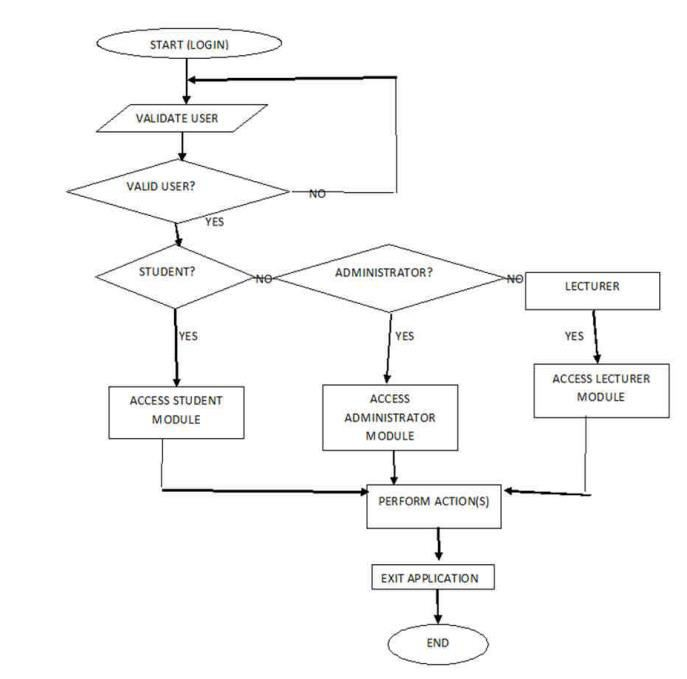 START (LOGIN)
VALIDATE USER
VALID USER?
NO
YES
STUDENT?
NO
ADMINISTRATOR?
NO
LECTURER
YES
YES
YES
ACCESS STUDENT
MODULE
ACCESS
ADMINISTRATOR
MODULE
ACCESS LECTURER
MODULE
PERFORM ACTION(S)
EXIT APPLICATION
END